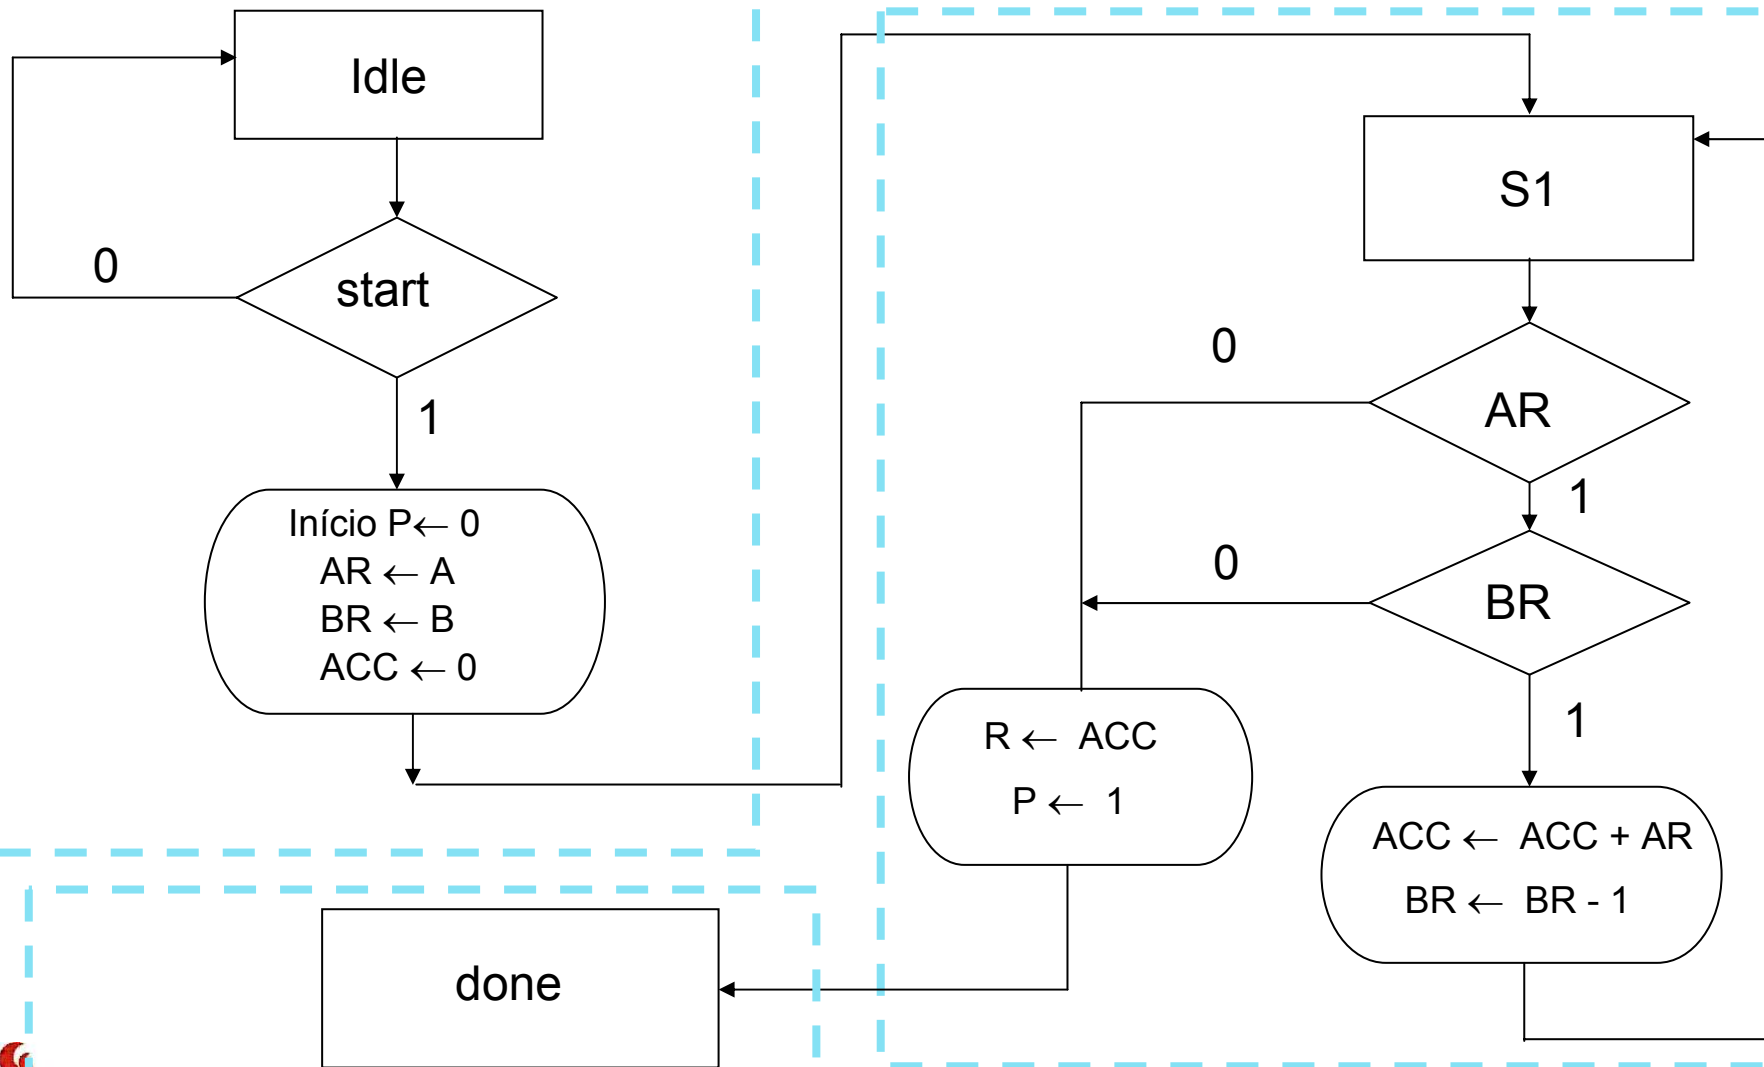 Idle
0
start
1
Início P← 0
AR ← A
BR ← B
ACC ← 0
S1
0
AR
1
0
BR
1
R ← ACC
P ← 1
ACC ← ACC + AR
BR ← BR - 1
done